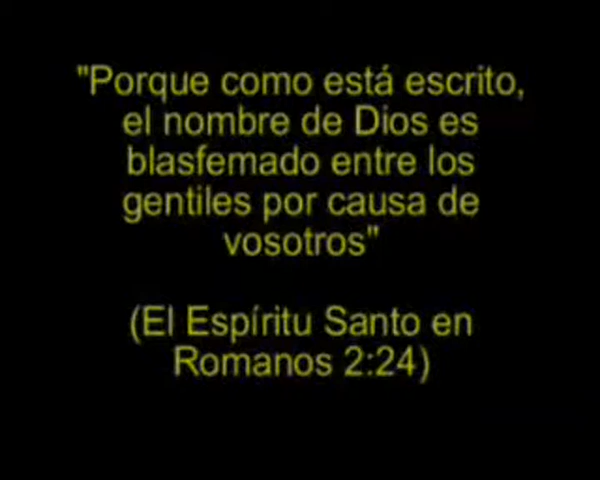 "Porque como está escrito,
el nombre de Dios es
blasfemado entre los
gentiles por causa de
vosotros"
(El Espíritu Santo en
Romanos 2:24)